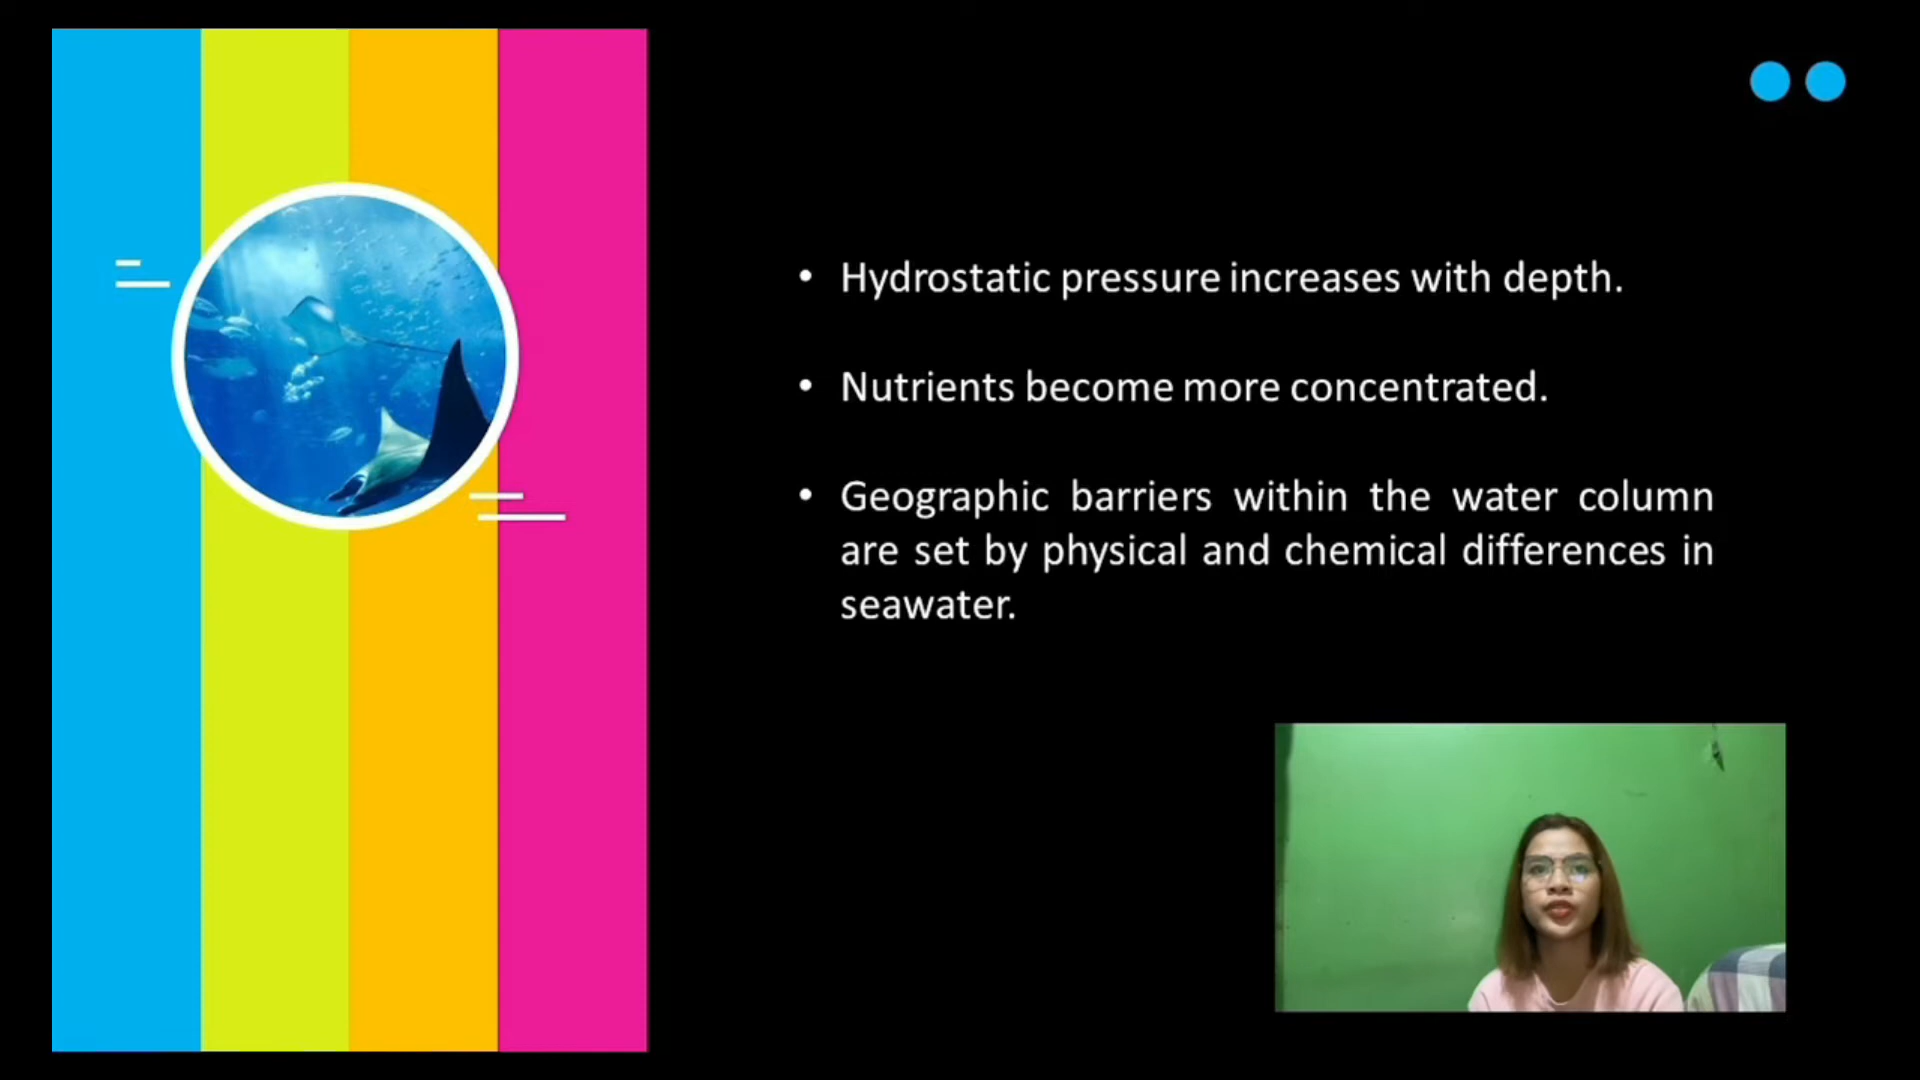 • Hydrostatic pressure increases with depth.
• Nutrients become more concentrated.
• Geographic barriers within the water column
are set by physical and chemical differences in
seawater.